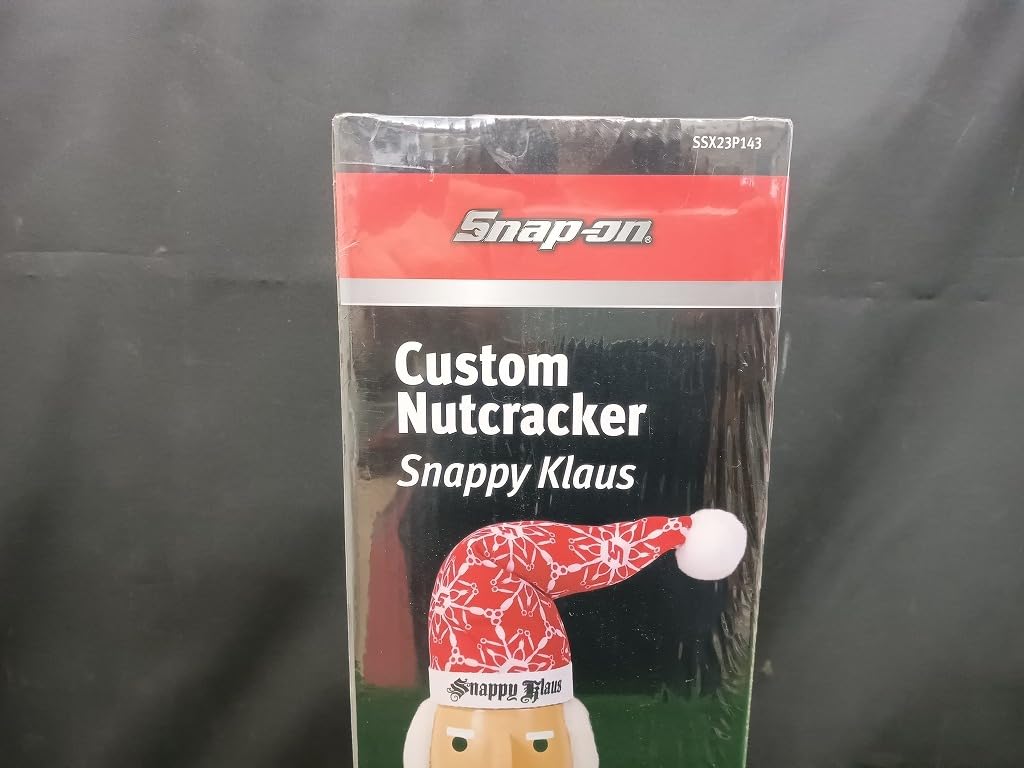 SSX23P143
Snap-on®
Custom
Nutcracker
Snappy Klaus
Snappy Klaus